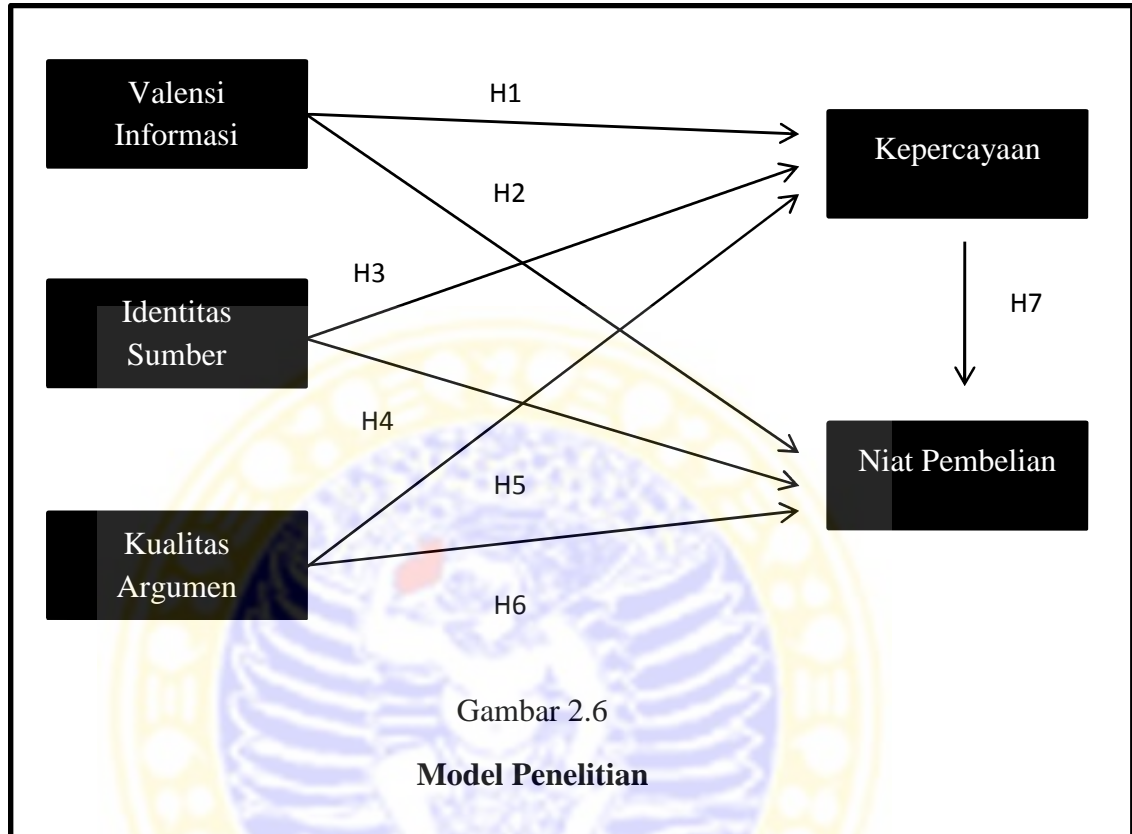 Valensi
Informasi
H1
Kepercayaan
H2
H3
Identitas
Sumber
H7
H4
Niat Pembelian
H5
Kualitas
Argumen
H6
Gambar 2.6
Model Penelitian